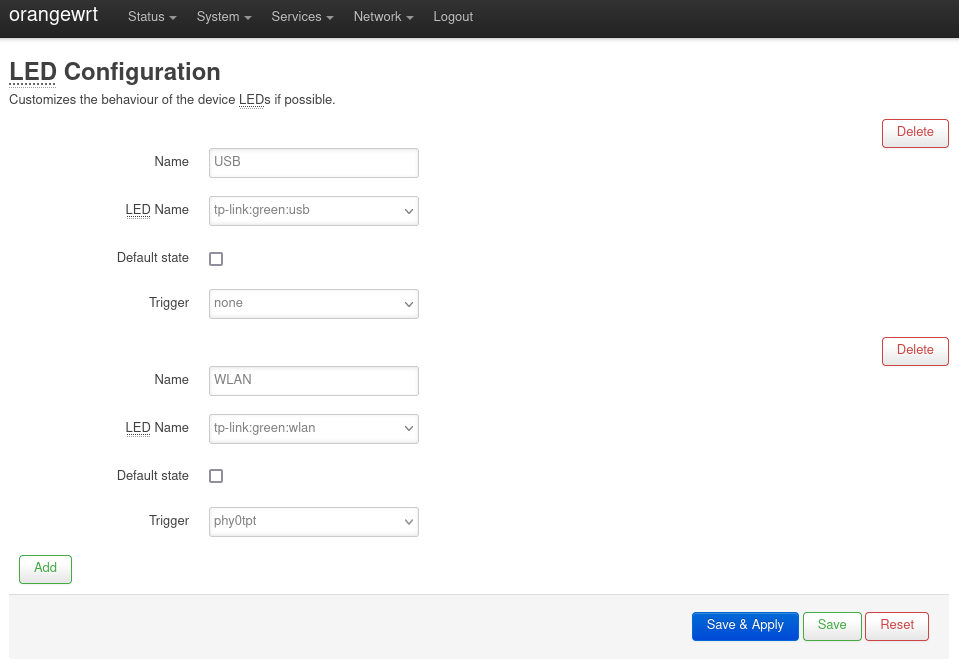 orangewrt Status System Services Network Logout
LED Configuration
Customizes the behaviour of the device LEDs if possible.
Delete
Name USB
LED Name tp-link:green:usb
Default state
Trigger none
Delete
Name WLAN
LED Name tp-link:green:wlan
Default state
Trigger phy0tpt
Add
Save & Apply Save Reset